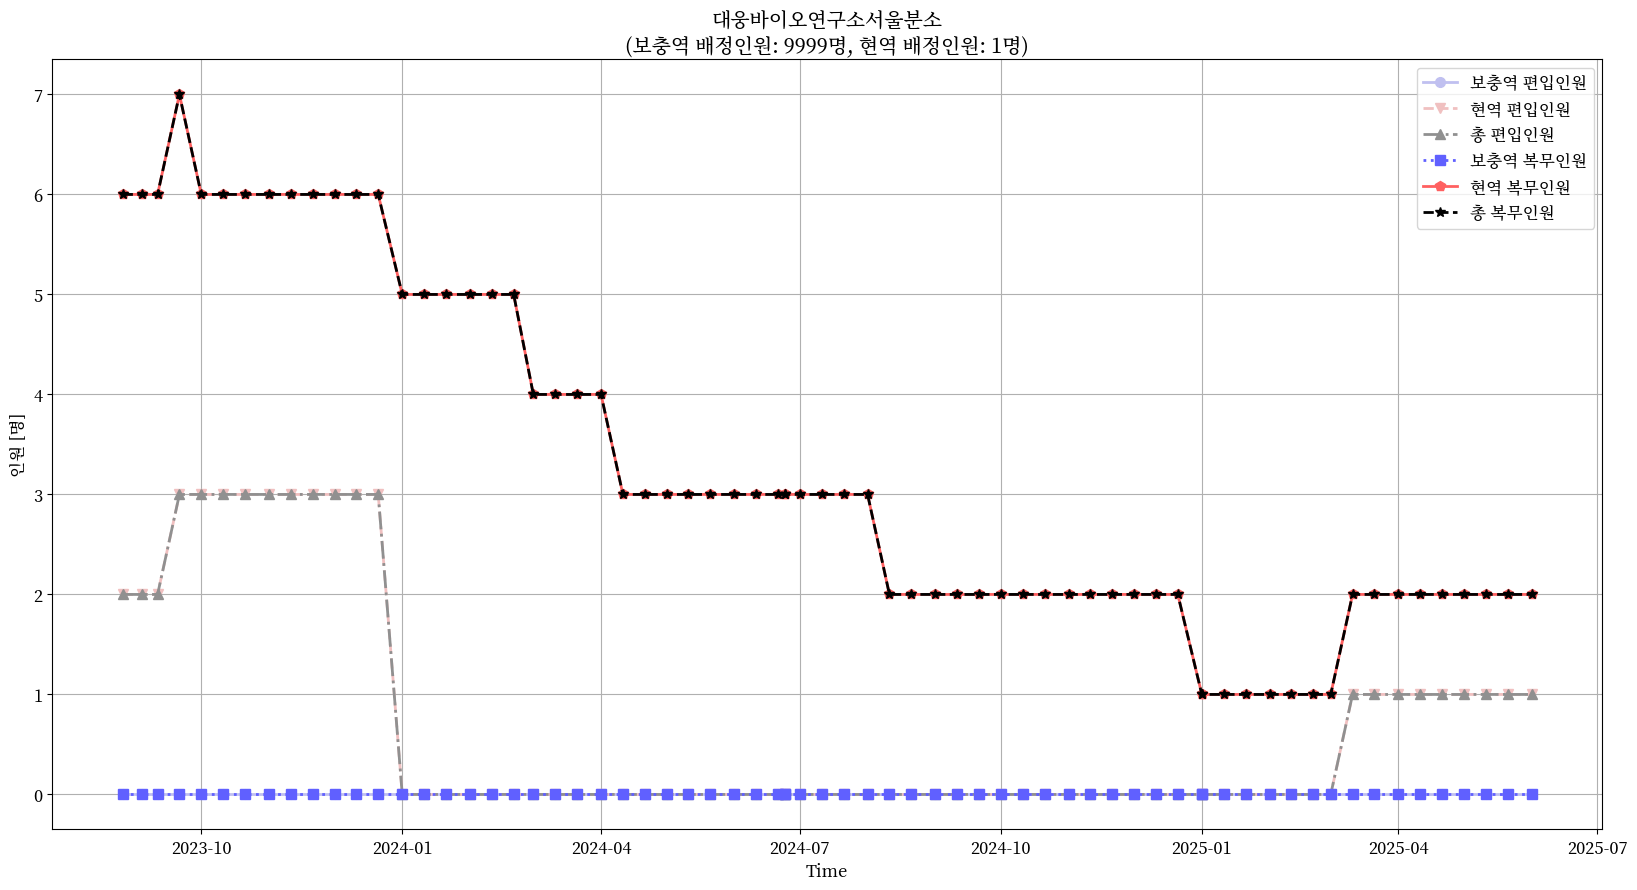 대웅바이오연구소서울분소
(보충역 배정인원: 9999명, 현역 배정인원: 1명)
보충역 편입인원
현역 편입인원
총 편입인원
보충역 복무인원
현역 복무인원
총 복무인원
인원 [명]
7
6
5
4
3
2
1
0
2023-10
2024-01
2024-04
2024-07
2024-10
2025-01
2025-04
2025-07
Time